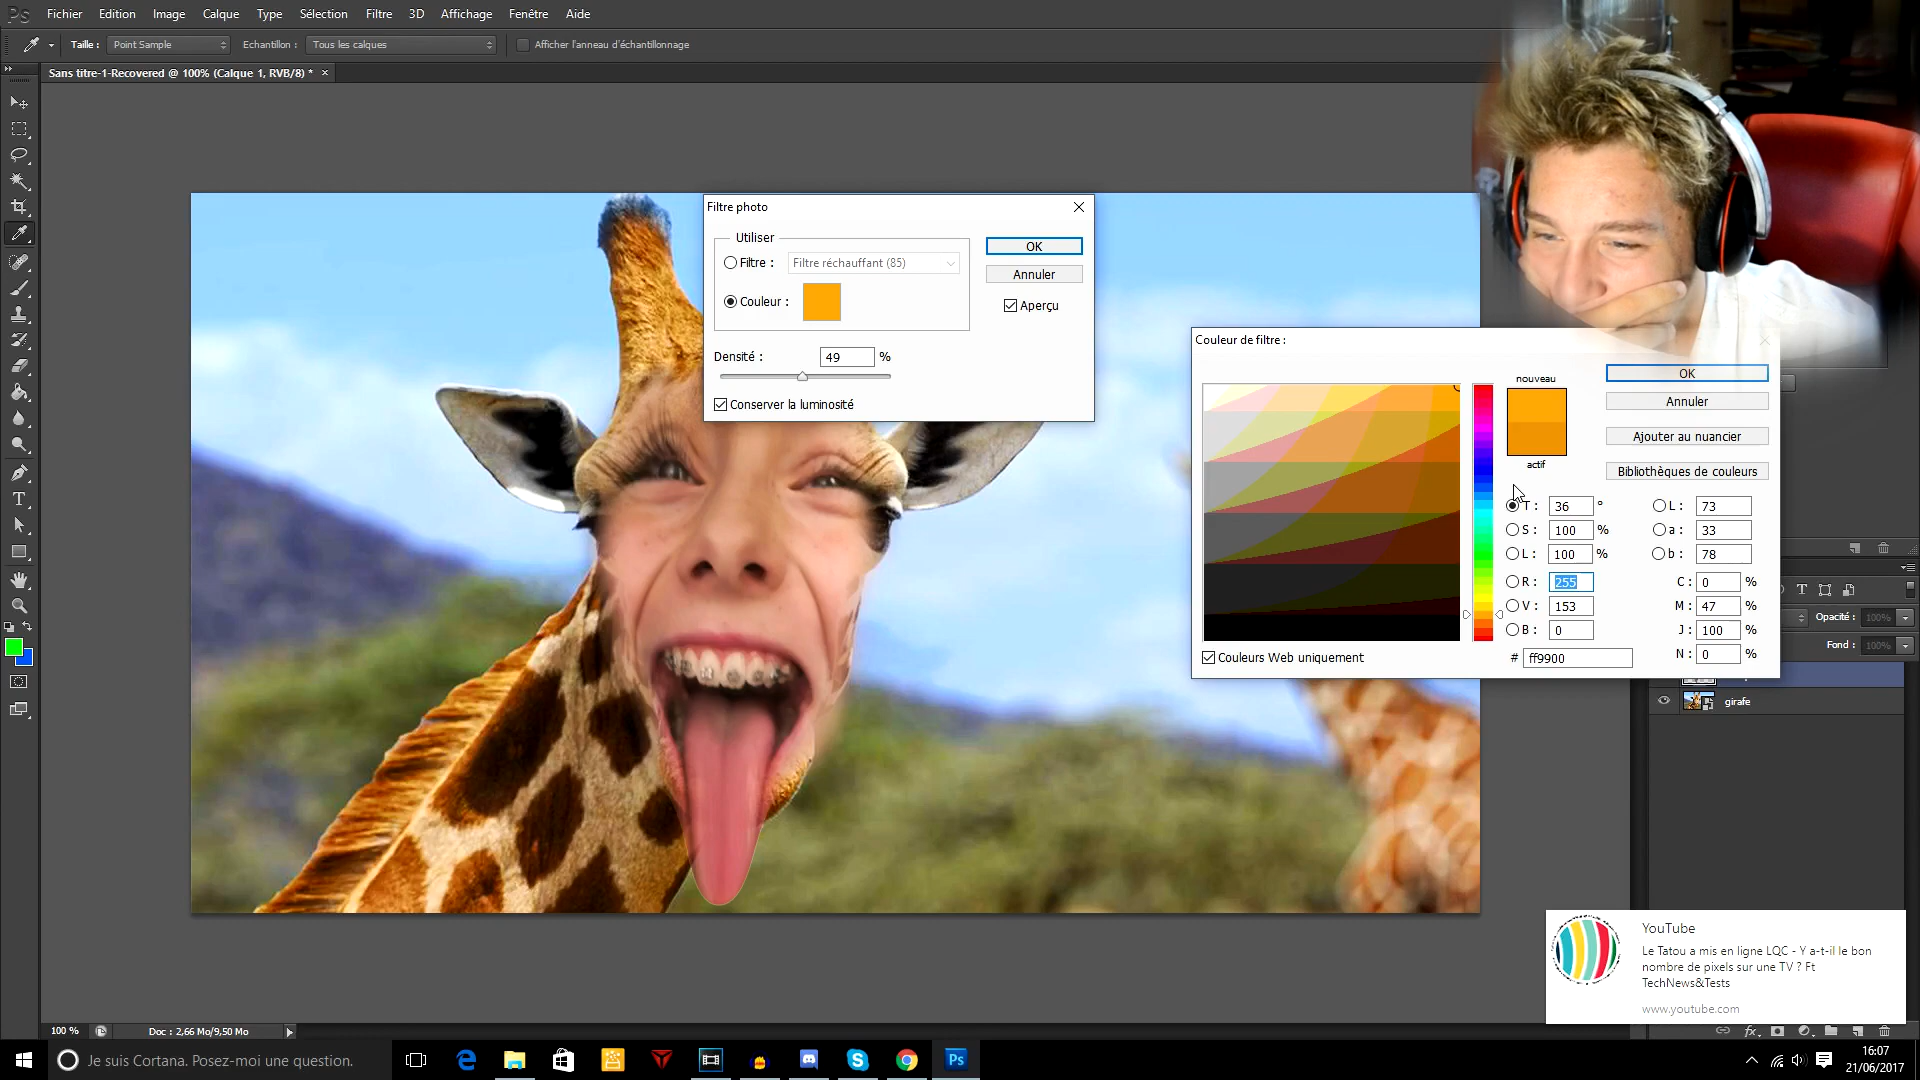 Ps Fichier Edition Image Calque Type Sélection Filtre 3D Affichage Fenêtre Aide
Taille : Point Sample Echantillon : Tous les calques Afficher l'anneau d'échantillonnage
Sans titre-1-Recovered @ 100% (Calque 1, RVB/8) * ×
Filtre photo
Utiliser
Filtre : Filtre réchauffant (85)
Couleur :
OK
Annuler
Aperçu
Densité : 49 %
Conserver la luminosité
Couleur de filtre :
nouveau
actif
OK
Annuler
Ajouter au nuancier
Bibliothèques de couleurs
T : 36 ° L : 73
S : 100 % a : 33
L : 100 % b : 78
R : 255 C : 0 %
V : 153 M : 47 %
B : 0 J : 100 %
# ff9900 N : 0 %
Couleurs Web uniquement
Opacité : 100%
Fond : 100%
girafe
YouTube
Le Tatou a mis en ligne LQC - Y a-t-il le bon
nombre de pixels sur une TV ? Ft
TechNews&Tests
www.youtube.com
100 % Doc : 2,66 Mo/9,50 Mo
fx
Je suis Cortana. Posez-moi une question.
Ps
16:07
21/06/2017